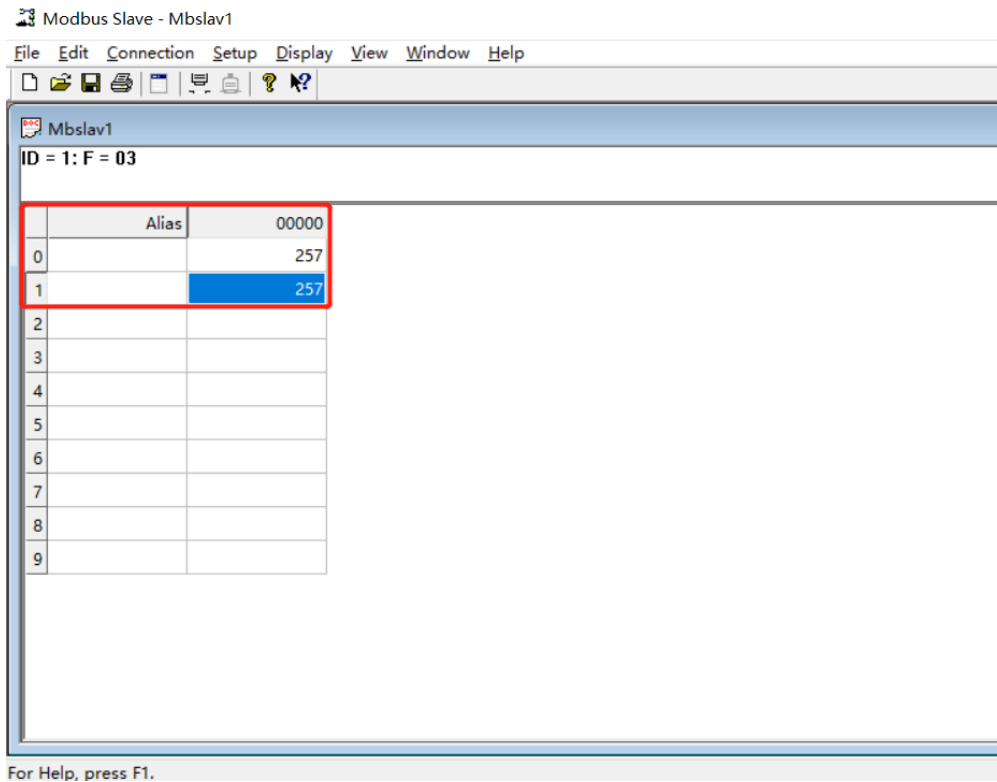 Modbus Slave - Mbslav1
File Edit Connection Setup Display View Window Help
Mbslav1
ID = 1: F = 03
Alias 00000
0 257
1 257
2
3
4
5
6
7
8
9
For Help, press F1.